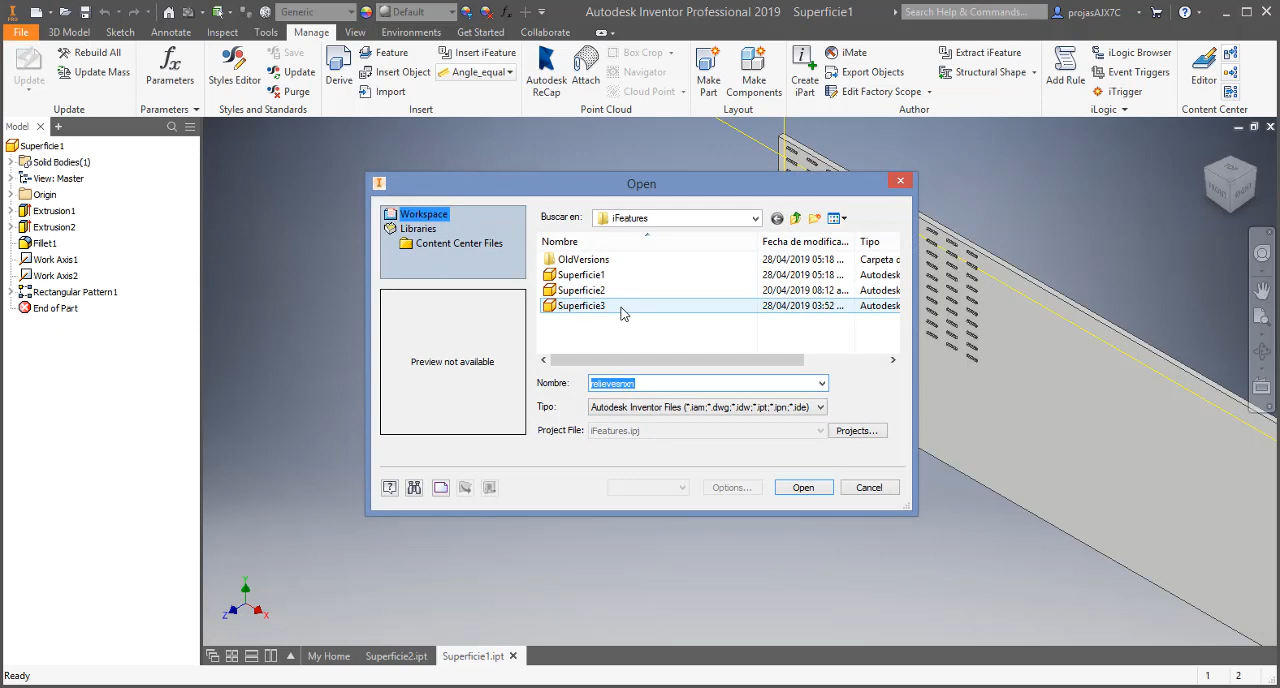 PRO
Generic
Default
Autodesk Inventor Professional 2019 Superficie1
Search Help & Commands...
projasAJX7C
File 3D Model Sketch Annotate Inspect Tools Manage View Environments Get Started Collaborate
Update
Rebuild All
Update Mass
Update
Parameters
Parameters
Styles Editor
Save
Update
Purge
Styles and Standards
Derive
Feature
Insert Object
Import
Insert iFeature
Angle_equal
Insert
Autodesk
ReCap
Attach
Box Crop
Navigator
Cloud Point
Point Cloud
Make
Part
Make
Components
Layout
Create
iPart
iMate
Export Objects
Edit Factory Scope
Extract iFeature
Structural Shape
Author
Add Rule
iLogic Browser
Event Triggers
iTrigger
iLogic
Editor
Content Center
Model
Superficie1
Solid Bodies(1)
View: Master
Origin
Extrusion1
Extrusion2
Fillet1
Work Axis1
Work Axis2
Rectangular Pattern1
End of Part
FRONT
RIGHT
Open
Workspace
Libraries
Content Center Files
Preview not available
Buscar en:
iFeatures
Nombre Fecha de modifica... Tipo
OldVersions 28/04/2019 05:18 ... Carpeta d
Superficie1 28/04/2019 05:18 ... Autodesk
Superficie2 20/04/2019 08:12 a... Autodesk
Superficie3 28/04/2019 03:52 ... Autodesk
Nombre:
relievesnxn
Tipo:
Autodesk Inventor Files (*.iam;*.dwg;*.idw;*.ipt;*.ipn;*.ide)
Project File:
iFeatures.ipj
Projects...
Options...
Open
Cancel
Y
Z
X
My Home
Superficie2.ipt
Superficie1.ipt
Ready
1
2